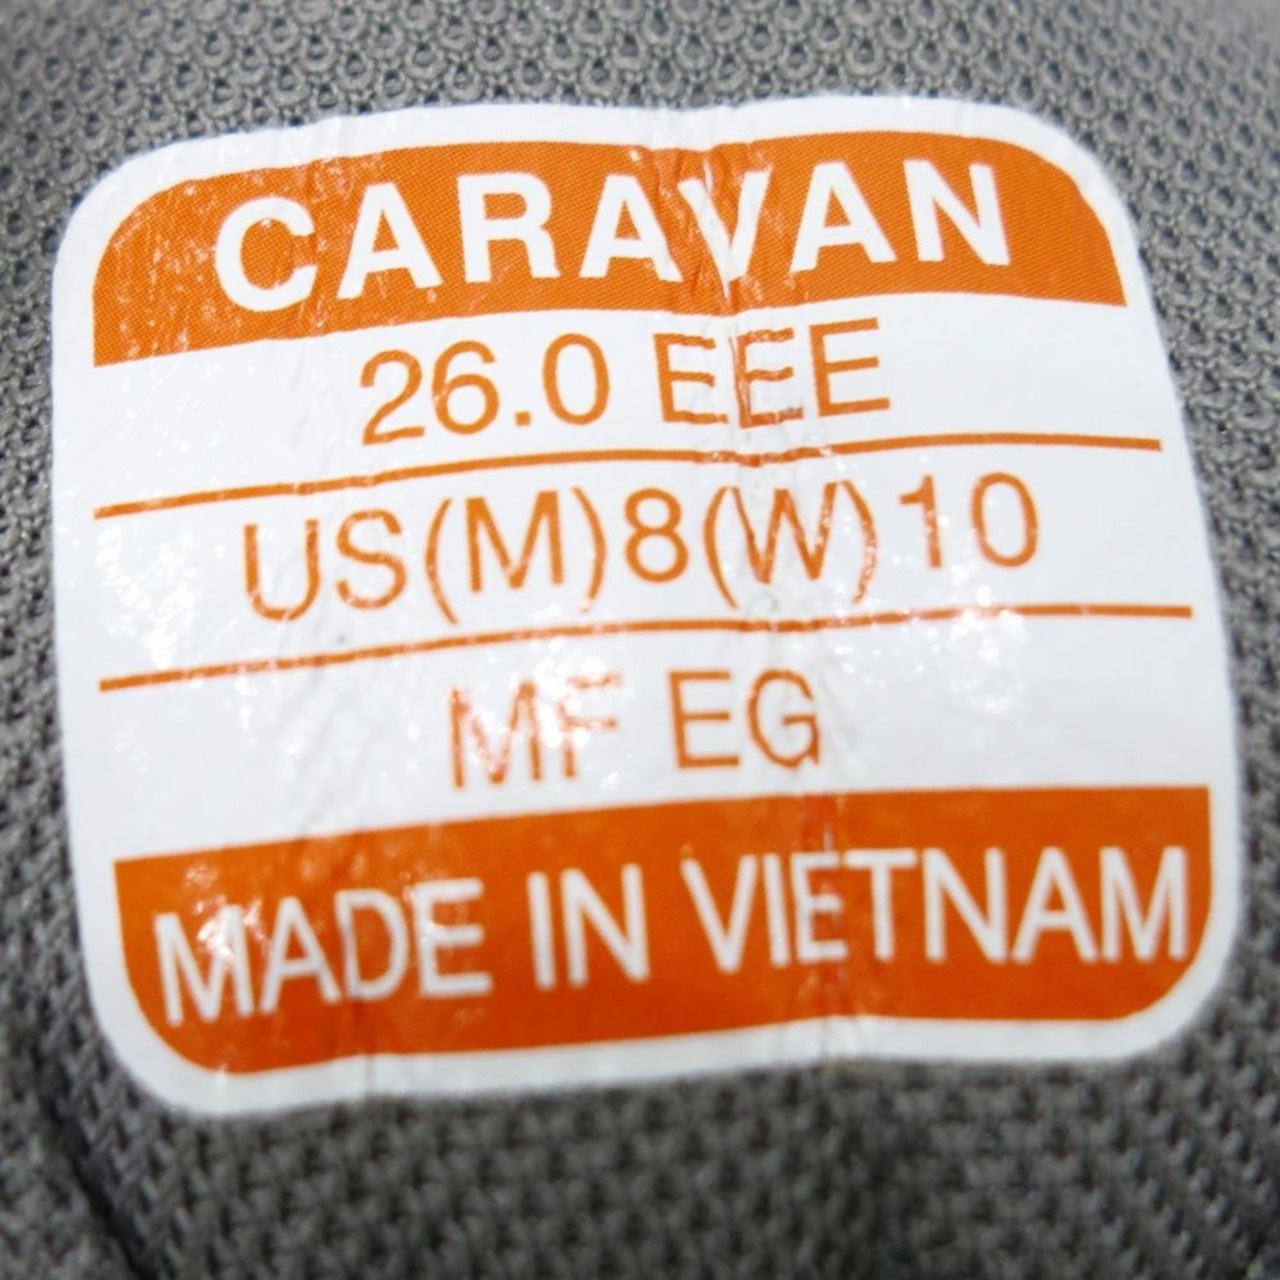 CARAVAN
26.0 EEE
US(M)8(W)10
MF EG
MADE IN VIETNAM